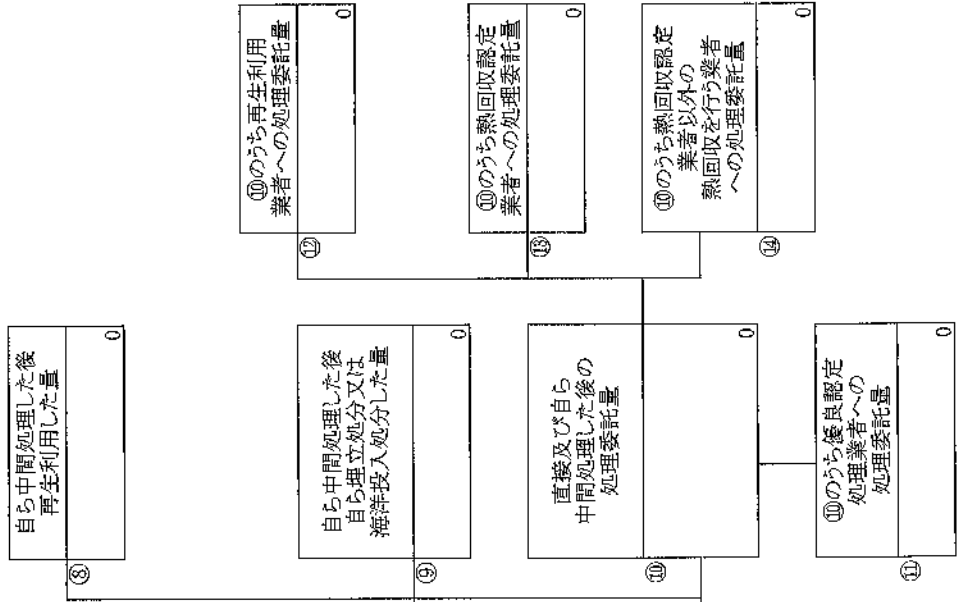 ⑧
自ら中間処理した後
再生利用した量
0
⑨
自ら中間処理した後
自ら埋立処分又は
海洋投入処分した量
0
⑩
直接及び自ら
中間処理した後の
処理委託量
0
⑪
⑩のうち優良認定
処理業者への
処理委託量
0
⑫
⑩のうち再生利用
業者への処理委託量
0
⑬
⑩のうち熱回収認定
業者への処理委託量
0
⑭
⑩のうち熱回収認定
業者以外の
熱回収を行う業者
への処理委託量
0